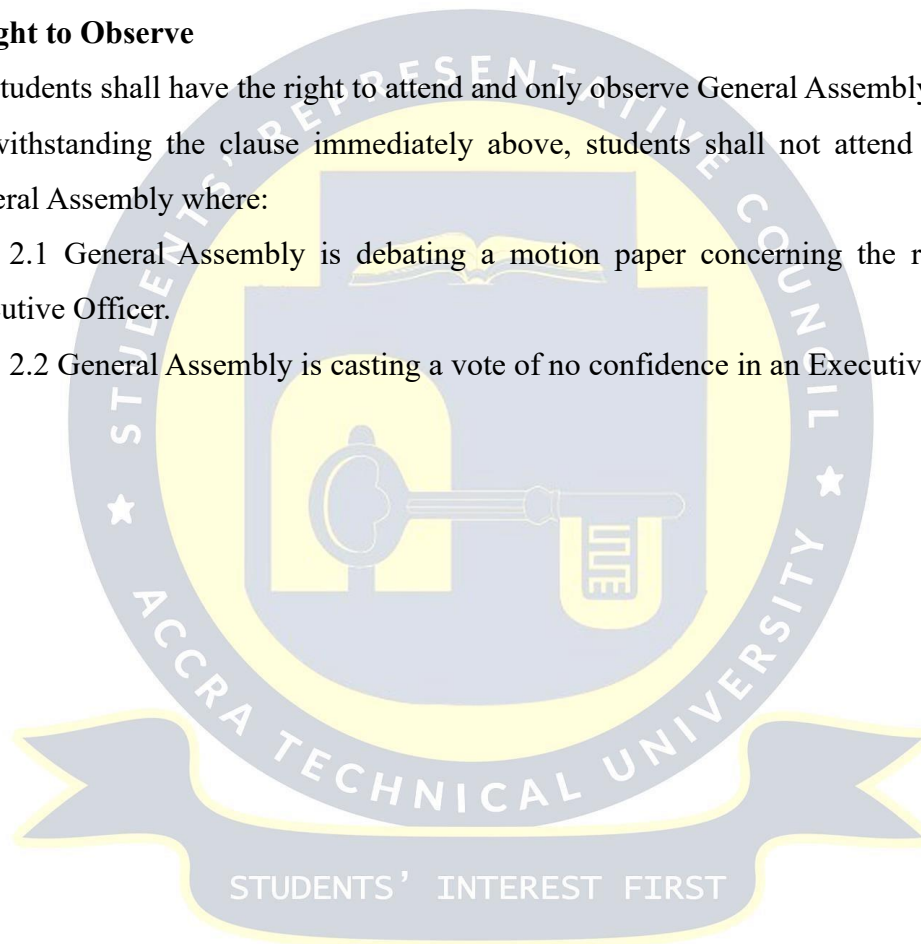 ght to Observe
tudents shall have the right to attend and only observe General Assembly
withstanding the clause immediately above, students shall not attend
eral Assembly where:
2.1 General Assembly is debating a motion paper concerning the r
utive Officer.
2.2 General Assembly is casting a vote of no confidence in an Executiv
STUDENTS' REPRESENTATIVE COUNCIL
ACCRA TECHNICAL UNIVERSITY
STUDENTS' INTEREST FIRST